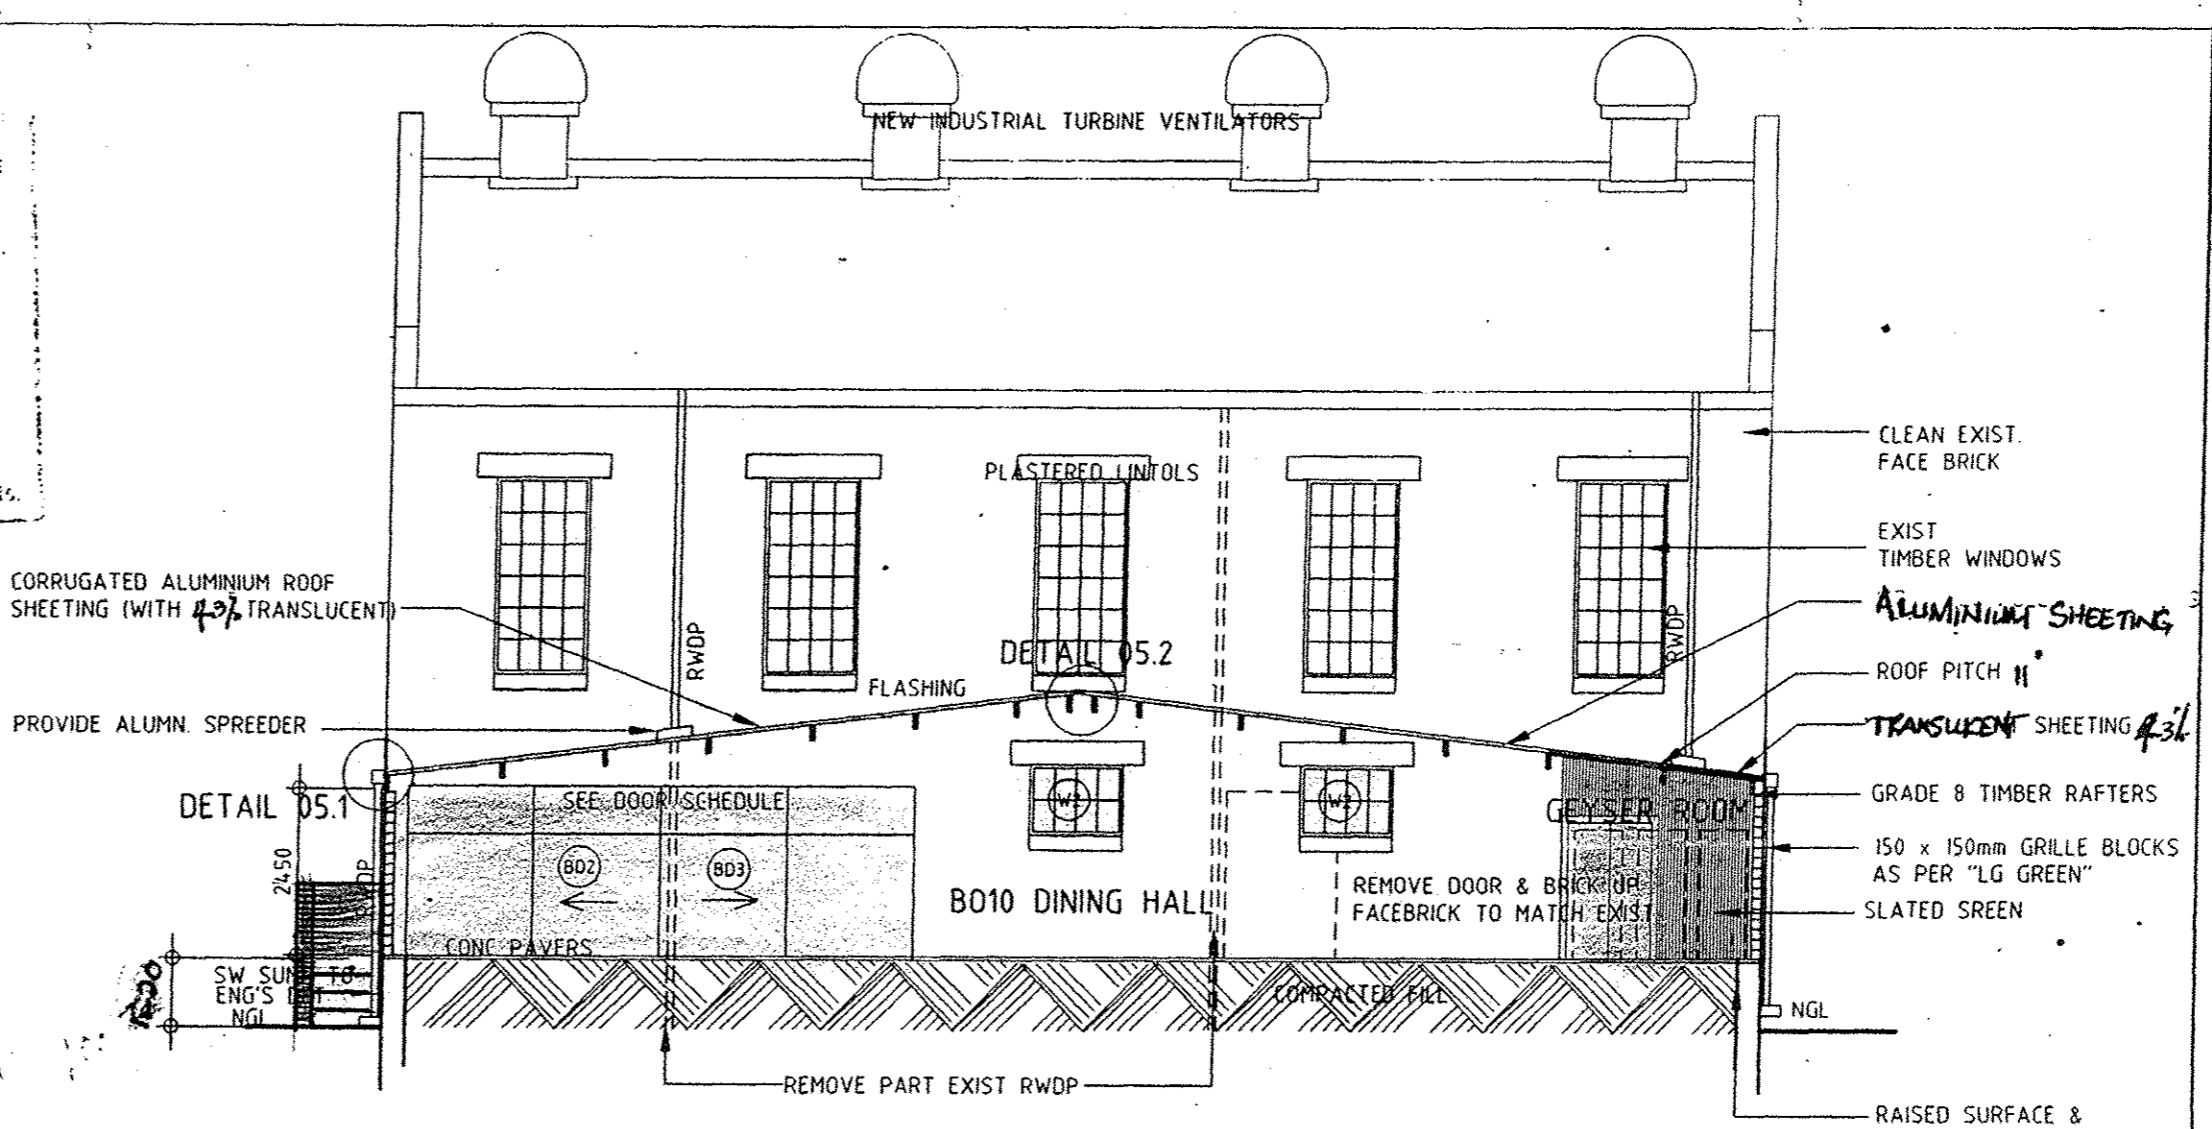 NEW INDUSTRIAL TURBINE VENTILATORS
CLEAN EXIST.
FACE BRICK
PLASTERED LINTOLS
EXIST
TIMBER WINDOWS
CORRUGATED ALUMINIUM ROOF
SHEETING (WITH TRANSLUCENT)
ALUMINIUM SHEETING
RWDP
RWDP
DETAIL 05.2
ROOF PITCH 11°
FLASHING
PROVIDE ALUMN. SPREEDER
TRANSLUCENT SHEETING
DETAIL 05.1
SEE DOOR SCHEDULE
W2
GEYSER ROOM
GRADE 8 TIMBER RAFTERS
2450
BD2
BD3
150 x 150mm GRILLE BLOCKS
AS PER "LG GREEN"
B010 DINING HALL
REMOVE DOOR & BRICK UP
FACEBRICK TO MATCH EXIST
SLATED SREEN
CONC PAVERS
SW TO
ENG'S
NGL
COMPACTED FILL
NGL
REMOVE PART EXIST RWDP
RAISED SURFACE &